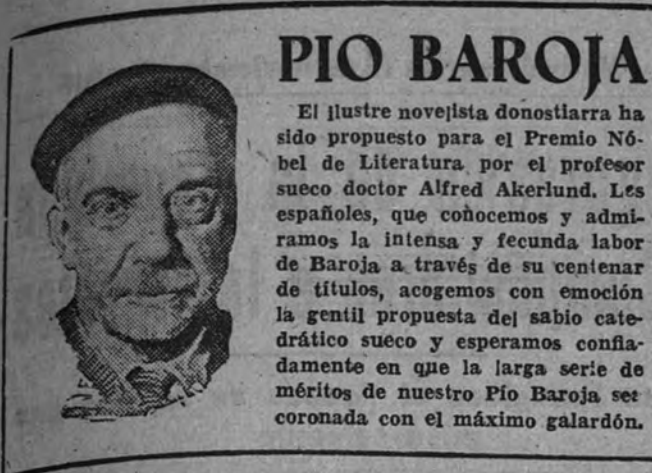 PIO BAROJA
El ilustre novelista donostiarra ha
sido propuesto para el Premio Nó-
bel de Literatura por el profesor
sueco doctor Alfred Akerlund. Les
españoles, que conocemos y admi-
ramos la intensa y fecunda labor
de Baroja a través de su centenar
de títulos, acogemos con emoción
la gentil propuesta del sabio cate-
drático sueco y esperamos confia-
damente en que la larga serie de
méritos de nuestro Pío Baroja see
coronada con el máximo galardón.